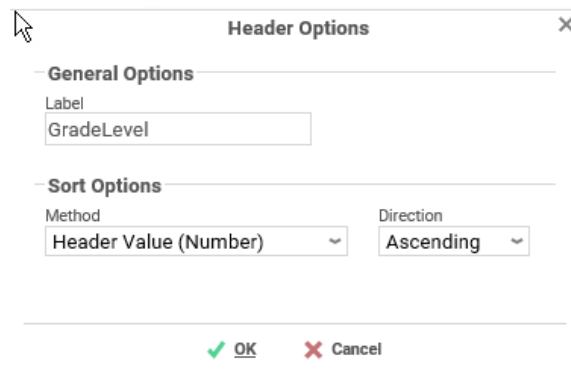 Header Options
General Options
Label
GradeLevel
Sort Options
Method Direction
Header Value (Number) Ascending
OK Cancel